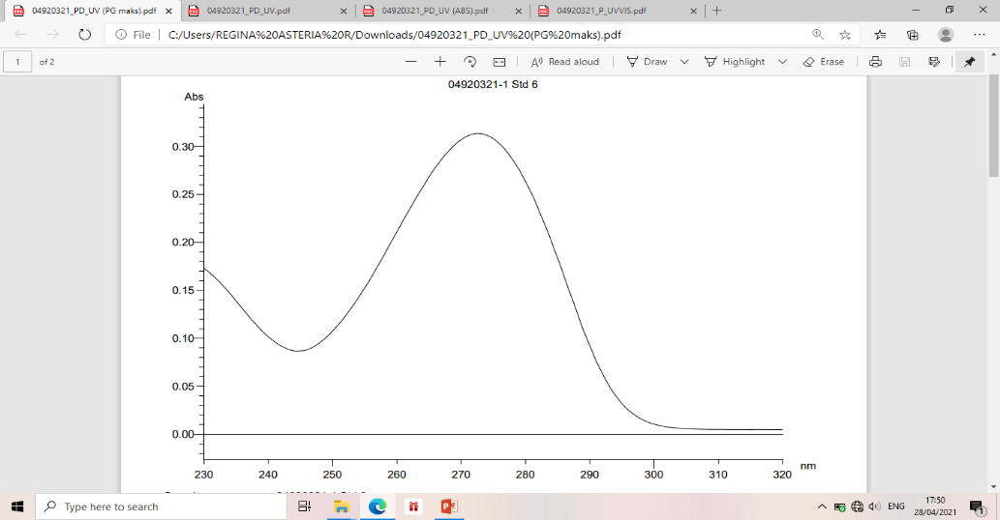 04920321_PD_UV (PG maks).pdf
04920321_PD_UV.pdf
04920321_PD_UV (ABS).pdf
04920321_P_UVVIS.pdf
File
C:/Users/REGINA%20ASTERIA%20R/Downloads/04920321_PD_UV%20(PG%20maks).pdf
1 of 2
Read aloud
Draw
Highlight
Erase
04920321-1 Std 6
Abs
0.30
0.25
0.20
0.15
0.10
0.05
0.00
230 240 250 260 270 280 290 300 310 320 nm
Type here to search
ENG
17:50
28/04/2021
1